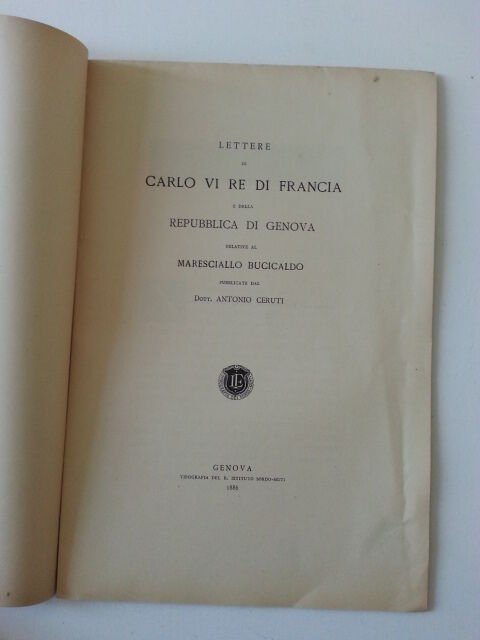 LETTERE
DI
CARLO VI RE DI FRANCIA
E DELLA
REPUBBLICA DI GENOVA
RELATIVE AL
MARESCIALLO BUCICALDO
PUBBLICATE DAL
DOTT. ANTONIO CERUTI
GENOVA
TIPOGRAFIA DEL R. ISTITUTO SORDO-MUTI
1886